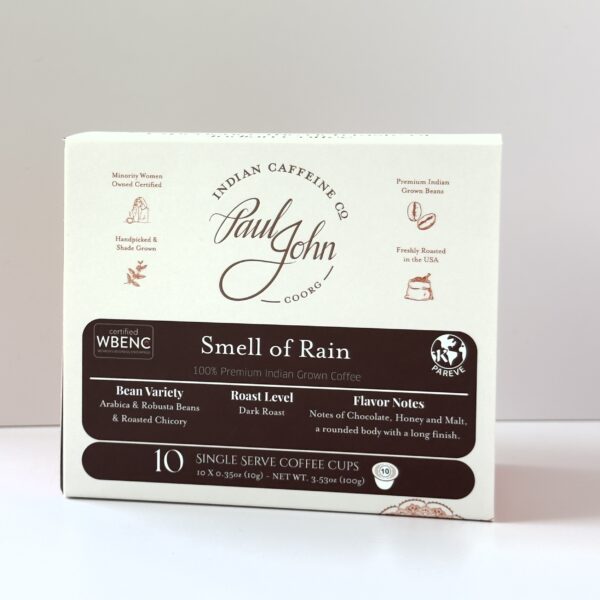 Minority Women
Owned Certified
Handpicked &
Shade Grown
INDIAN CAFFEINE CO
Paul John
COORG
Premium Indian
Grown Beans
Freshly Roasted
in the USA
certified
WBENC
Smell of Rain
100% Premium Indian Grown Coffee
K
PAREVE
Bean Variety
Arabica & Robusta Beans
& Roasted Chicory
Roast Level
Dark Roast
Flavor Notes
Notes of Chocolate, Honey and Malt,
a rounded body with a long finish.
10 SINGLE SERVE COFFEE CUPS
10 X 0.35oz (10g) - NET WT. 3.53oz (100g)
10